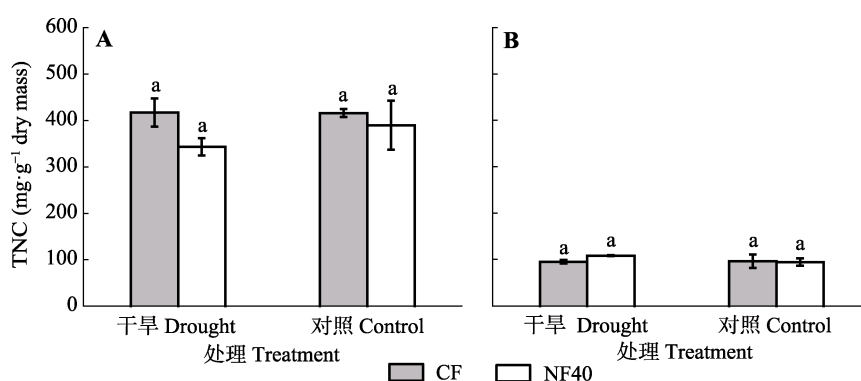 TNC (mg·g⁻¹ dry mass)
600
500
400
300
200
100
0
A
a
a
a
a
干旱 Drought
对照 Control
处理 Treatment
B
a
a
a
a
干旱 Drought
对照 Control
处理 Treatment
CF
NF40